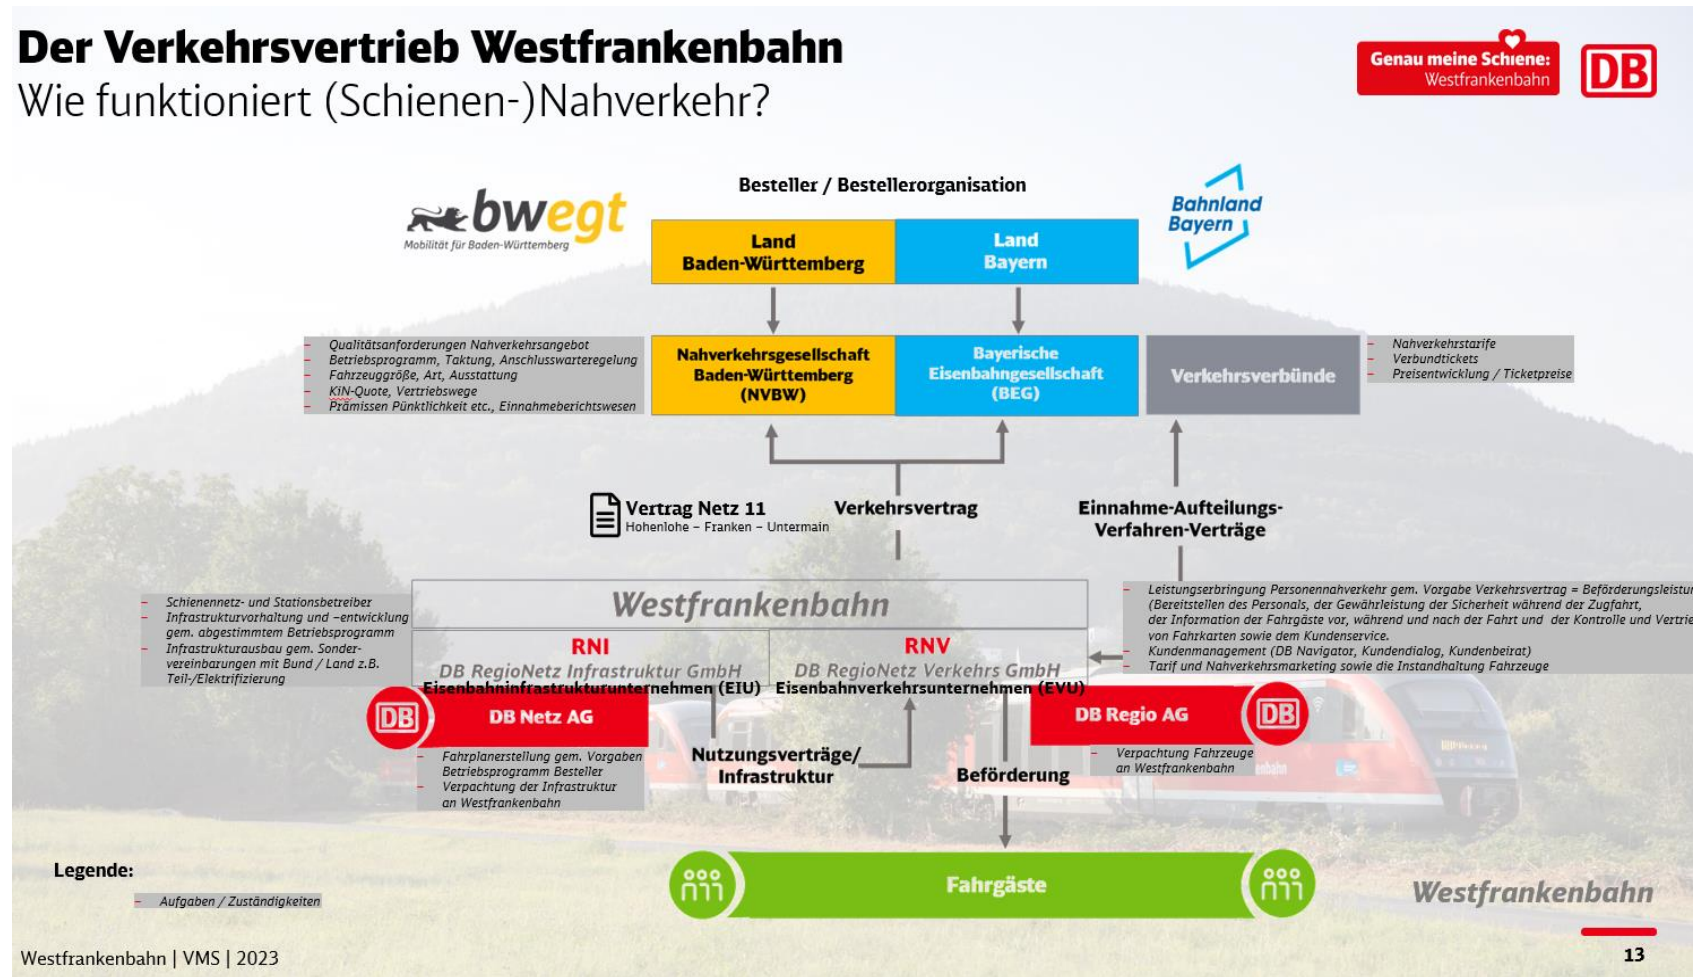 Der Verkehrsvertrieb Westfrankenbahn
Wie funktioniert (Schienen-)Nahverkehr?
Genau meine Schiene:
Westfrankenbahn
DB
Besteller / Bestellerorganisation
bwegt
Mobilität für Baden-Württemberg
Land
Baden-Württemberg
Land
Bayern
Bahnland
Bayern
– Qualitätsanforderungen Nahverkehrsangebot
– Betriebsprogramm, Taktung, Anschlusswarteregelung
– Fahrzeuggröße, Art, Ausstattung
– KiN-Quote, Vertriebswege
– Prämissen Pünktlichkeit etc., Einnahmeberichtswesen
Nahverkehrsgesellschaft
Baden-Württemberg
(NVBW)
Bayerische
Eisenbahngesellschaft
(BEG)
Verkehrsverbünde
– Nahverkehrstarife
– Verbundtickets
– Preisentwicklung / Ticketpreise
Vertrag Netz 11
Hohenlohe – Franken – Untermain
Verkehrsvertrag
Einnahme-Aufteilungs-
Verfahren-Verträge
– Schienennetz- und Stationsbetreiber
– Infrastrukturvorhaltung und –entwicklung
gem. abgestimmtem Betriebsprogramm
– Infrastrukturausbau gem. Sonder-
vereinbarungen mit Bund / Land z.B.
Teil-/Elektrifizierung
Westfrankenbahn
RNI
DB RegioNetz Infrastruktur GmbH
Eisenbahninfrastrukturunternehmen (EIU)
RNV
DB RegioNetz Verkehrs GmbH
Eisenbahnverkehrsunternehmen (EVU)
– Leistungserbringung Personennahverkehr gem. Vorgabe Verkehrsvertrag = Beförderungsleistun
(Bereitstellen des Personals, der Gewährleistung der Sicherheit während der Zugfahrt,
der Information der Fahrgäste vor, während und nach der Fahrt und der Kontrolle und Vertrie
von Fahrkarten sowie dem Kundenservice.
– Kundenmanagement (DB Navigator, Kundendialog, Kundenbeirat)
– Tarif und Nahverkehrsmarketing sowie die Instandhaltung Fahrzeuge
DB
DB Netz AG
DB Regio AG
DB
– Fahrplanerstellung gem. Vorgaben
Betriebsprogramm Besteller
– Verpachtung der Infrastruktur
an Westfrankenbahn
Nutzungsverträge/
Infrastruktur
Beförderung
– Verpachtung Fahrzeuge
an Westfrankenbahn
Legende:
– Aufgaben / Zuständigkeiten
Fahrgäste
Westfrankenbahn
Westfrankenbahn | VMS | 2023
13